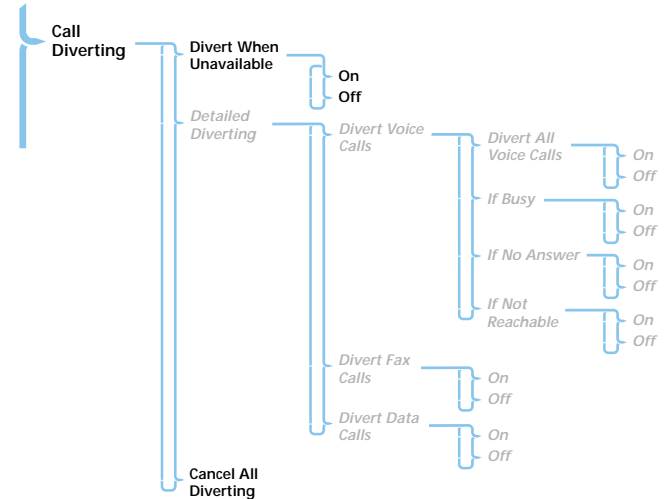 Call
Diverting
Divert When
Unavailable
On
Off
Detailed
Diverting
Divert Voice
Calls
Divert All
Voice Calls
On
Off
If Busy
On
Off
If No Answer
On
Off
If Not
Reachable
On
Off
Divert Fax
Calls
On
Off
Divert Data
Calls
On
Off
Cancel All
Diverting